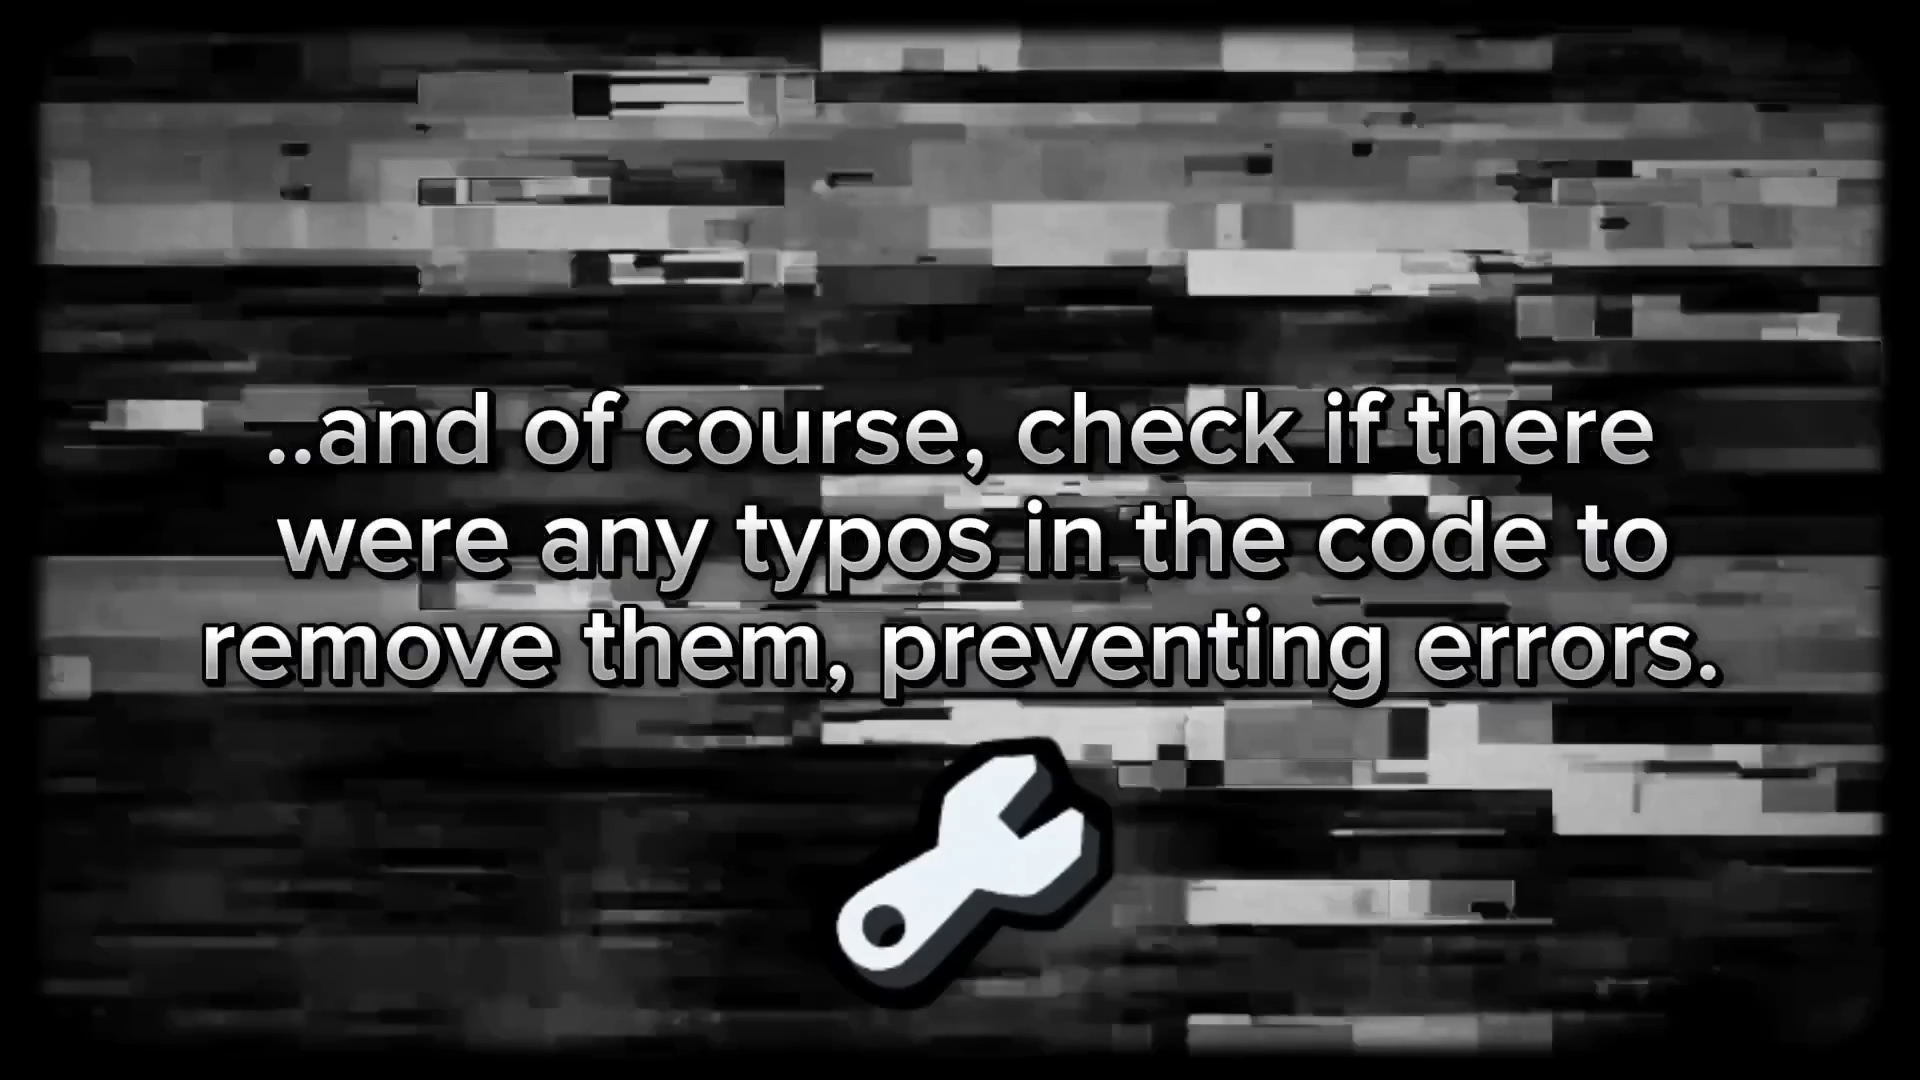 ..and of course, check if there
were any typos in the code to
remove them, preventing errors.